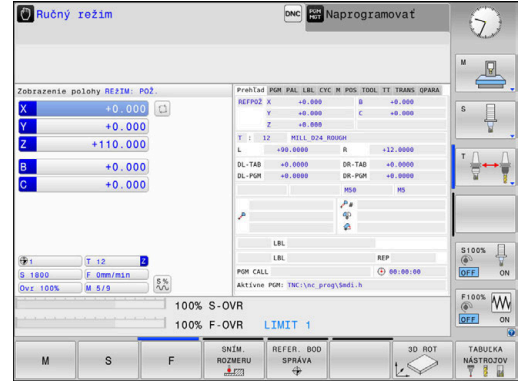 Ručný režim
DNC
PGM MGT
Naprogramovať
Zobrazenie polohy REŽIM: POŽ.
X +0.000
Y +0.000
Z +110.000
B +0.000
C +0.000
1 T 12 Z
S 1800 F 0mm/min
Ovr 100% M 5/9
5 %
Prehľad PGM PAL LBL CYC M POS TOOL TT TRANS QPARA
REFPOŽ X +0.000 B +0.000
Y +0.000 C +0.000
Z +0.000
T : 12 MILL_D24_ROUGH
L +90.0000 R +12.0000
DL-TAB +0.0000 DR-TAB +0.0000
DL-PGM +0.0000 DR-PGM +0.0000
M50 M5
P
LBL
LBL REP
PGM CALL 00:00:00
Aktívne PGM: TNC:\nc_prog\$mdi.h
100% S-OVR
100% F-OVR LIMIT 1
M
S
T
S100%
OFF ON
F100%
OFF ON
M
S
F
SNÍM. ROZMERU
REFER. BOD SPRÁVA
3D ROT
TABUĽKA NÁSTROJOV